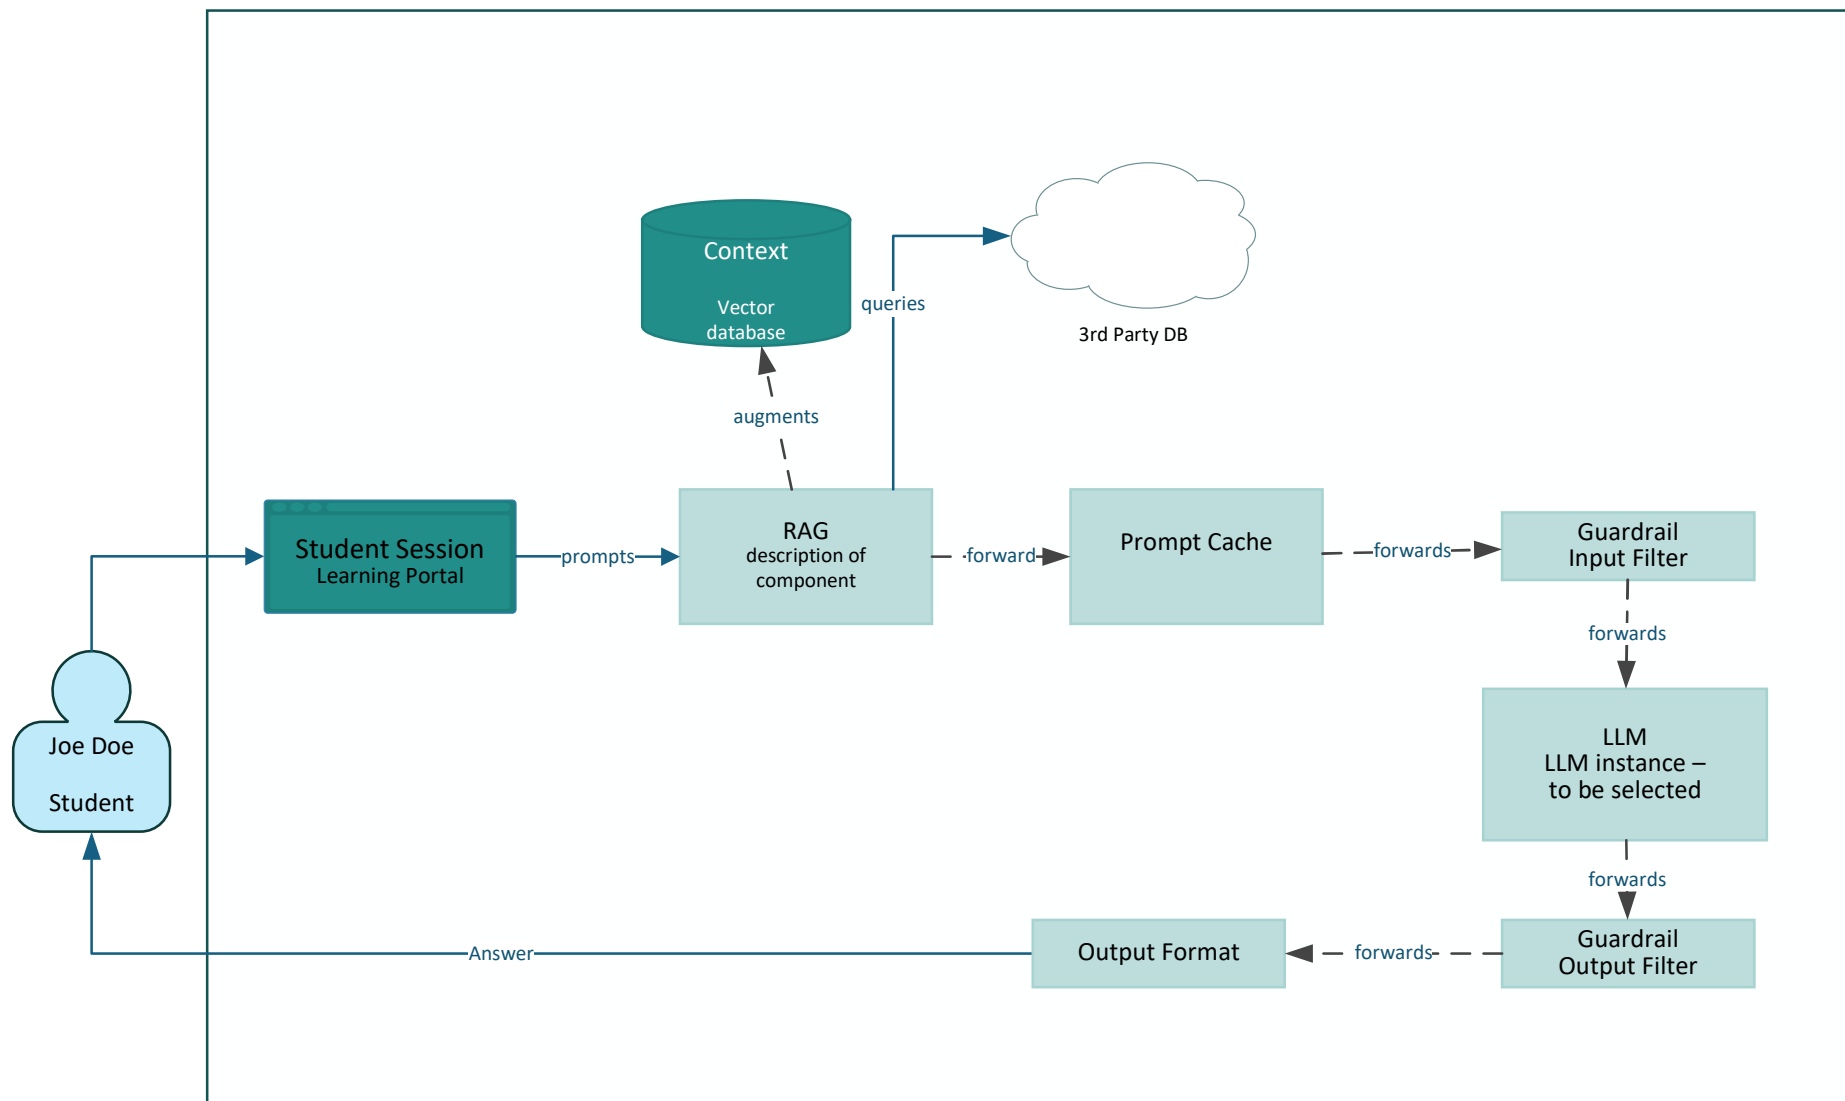 Context
Vector
database
queries
3rd Party DB
augments
Student Session
Learning Portal
prompts
RAG
description of
component
forward
Prompt Cache
forwards
Guardrail
Input Filter
forwards
LLM
LLM instance –
to be selected
Joe Doe
Student
forwards
Answer
Output Format
forwards
Guardrail
Output Filter